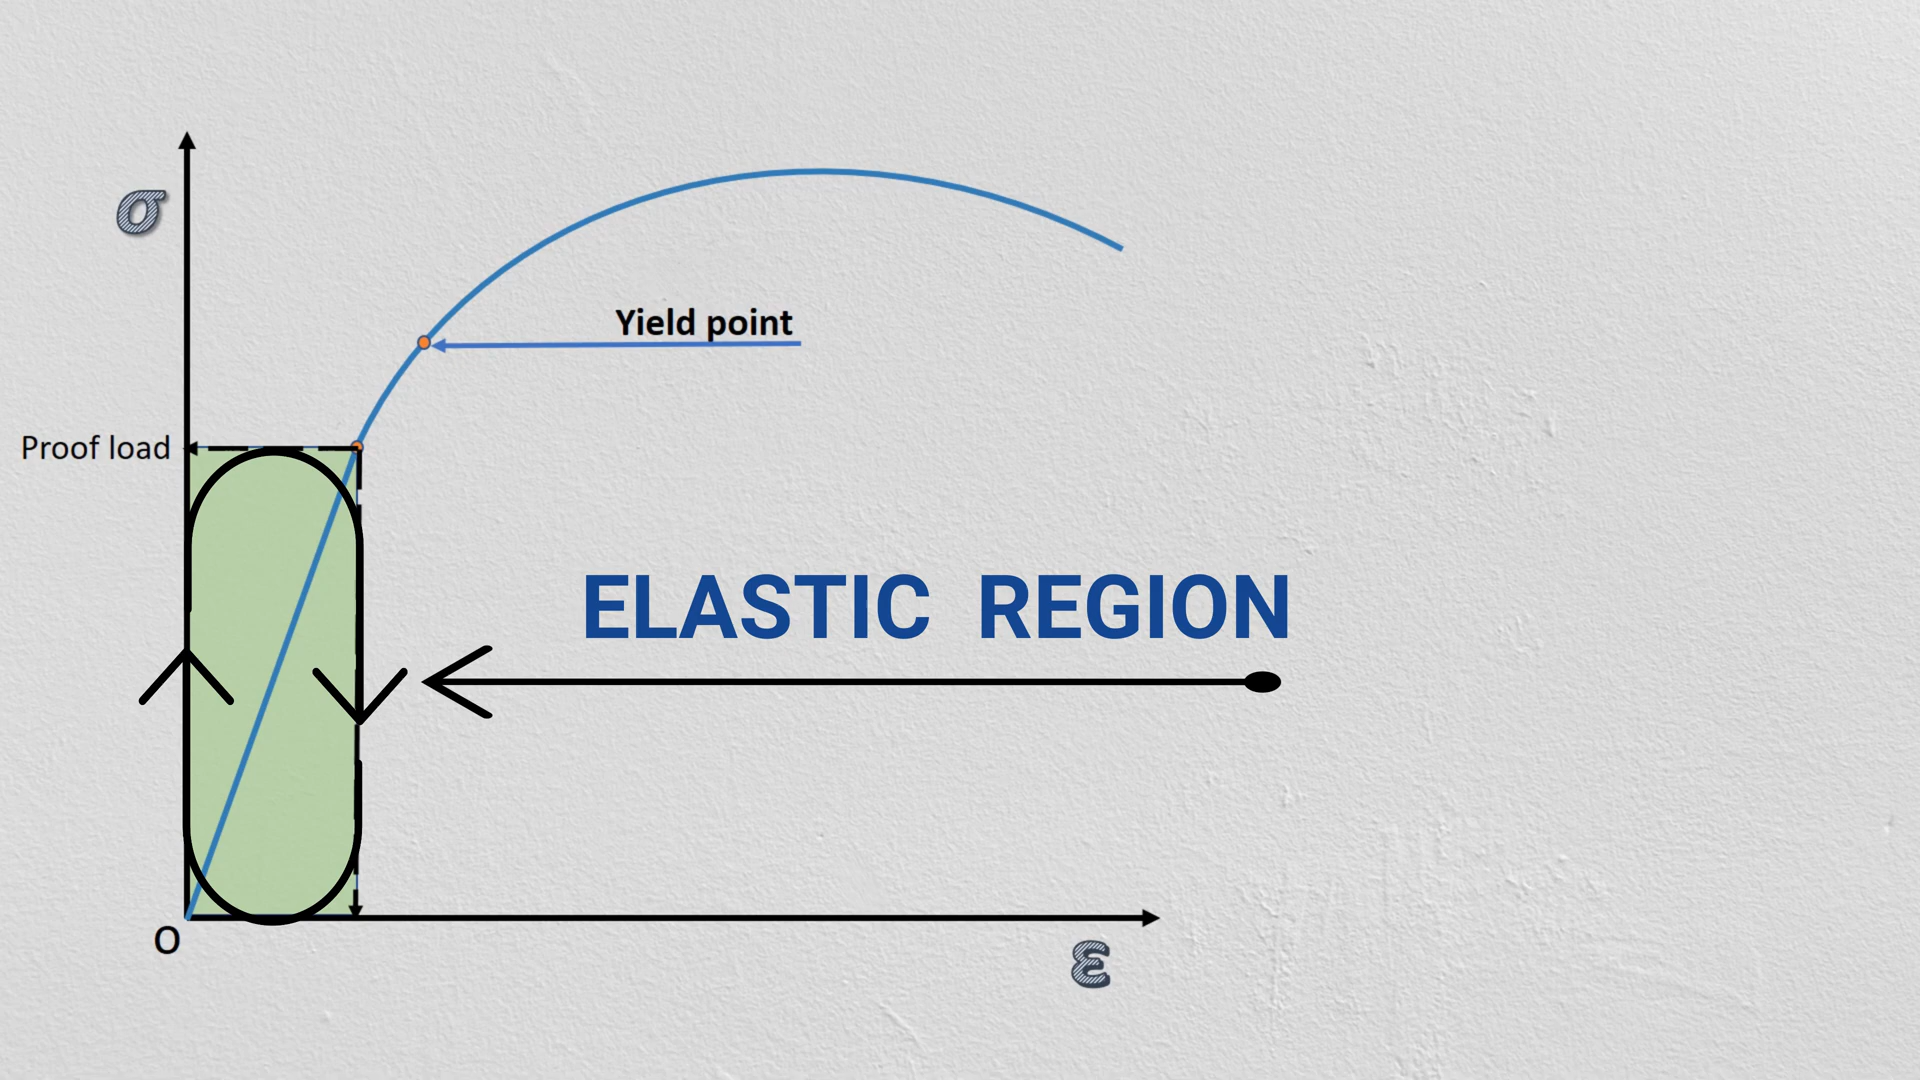 σ
Yield point
Proof load
ELASTIC REGION
O
ε